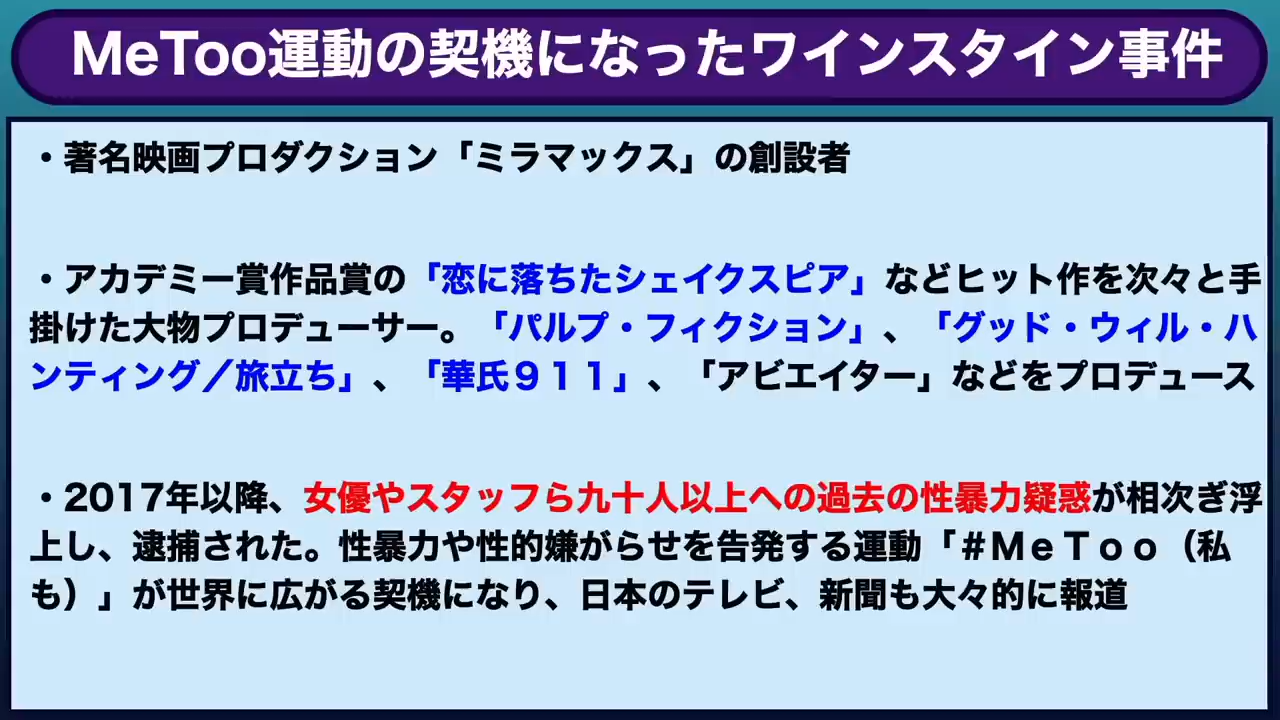 MeToo運動の契機になったワインスタイン事件
・著名映画プロダクション「ミラマックス」の創設者
・アカデミー賞作品賞の「恋に落ちたシェイクスピア」などヒット作を次々と手
掛けた大物プロデューサー。「パルプ・フィクション」、「グッド・ウィル・ハ
ンティング／旅立ち」、「華氏９１１」、「アビエイター」などをプロデュース
・2017年以降、女優やスタッフら九十人以上への過去の性暴力疑惑が相次ぎ浮
上し、逮捕された。性暴力や性的嫌がらせを告発する運動「＃ＭｅＴｏｏ（私
も）」が世界に広がる契機になり、日本のテレビ、新聞も大々的に報道